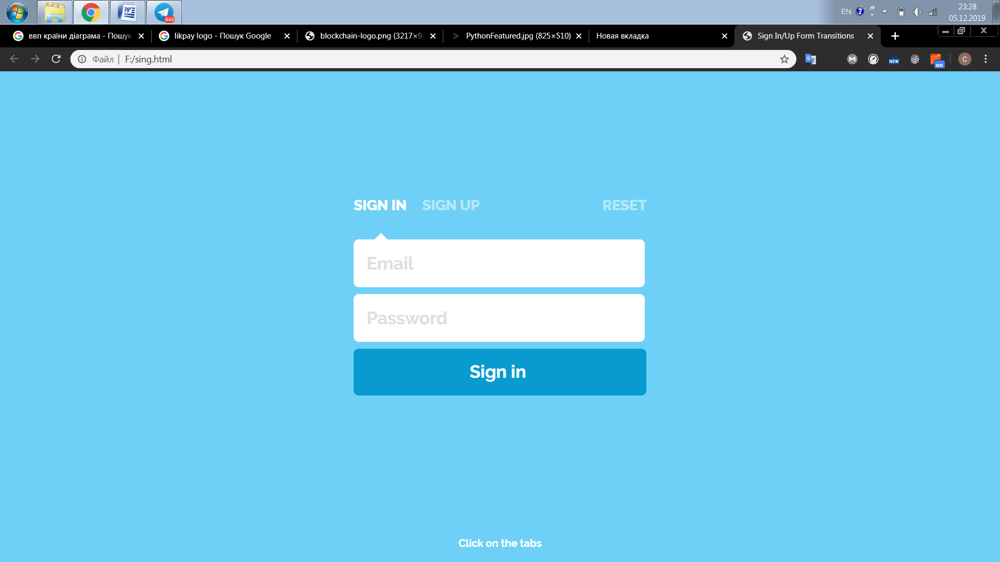 444
EN
23:28
05.12.2019
ввп країни діаграма - Пошук
likpay logo - Пошук Google
blockchain-logo.png (3217×94
PythonFeatured.jpg (825×510)
Новая вкладка
Sign In/Up Form Transitions
Файл | F:/sing.html
M
NEW
on
C
SIGN IN
SIGN UP
RESET
Email
Password
Sign in
Click on the tabs